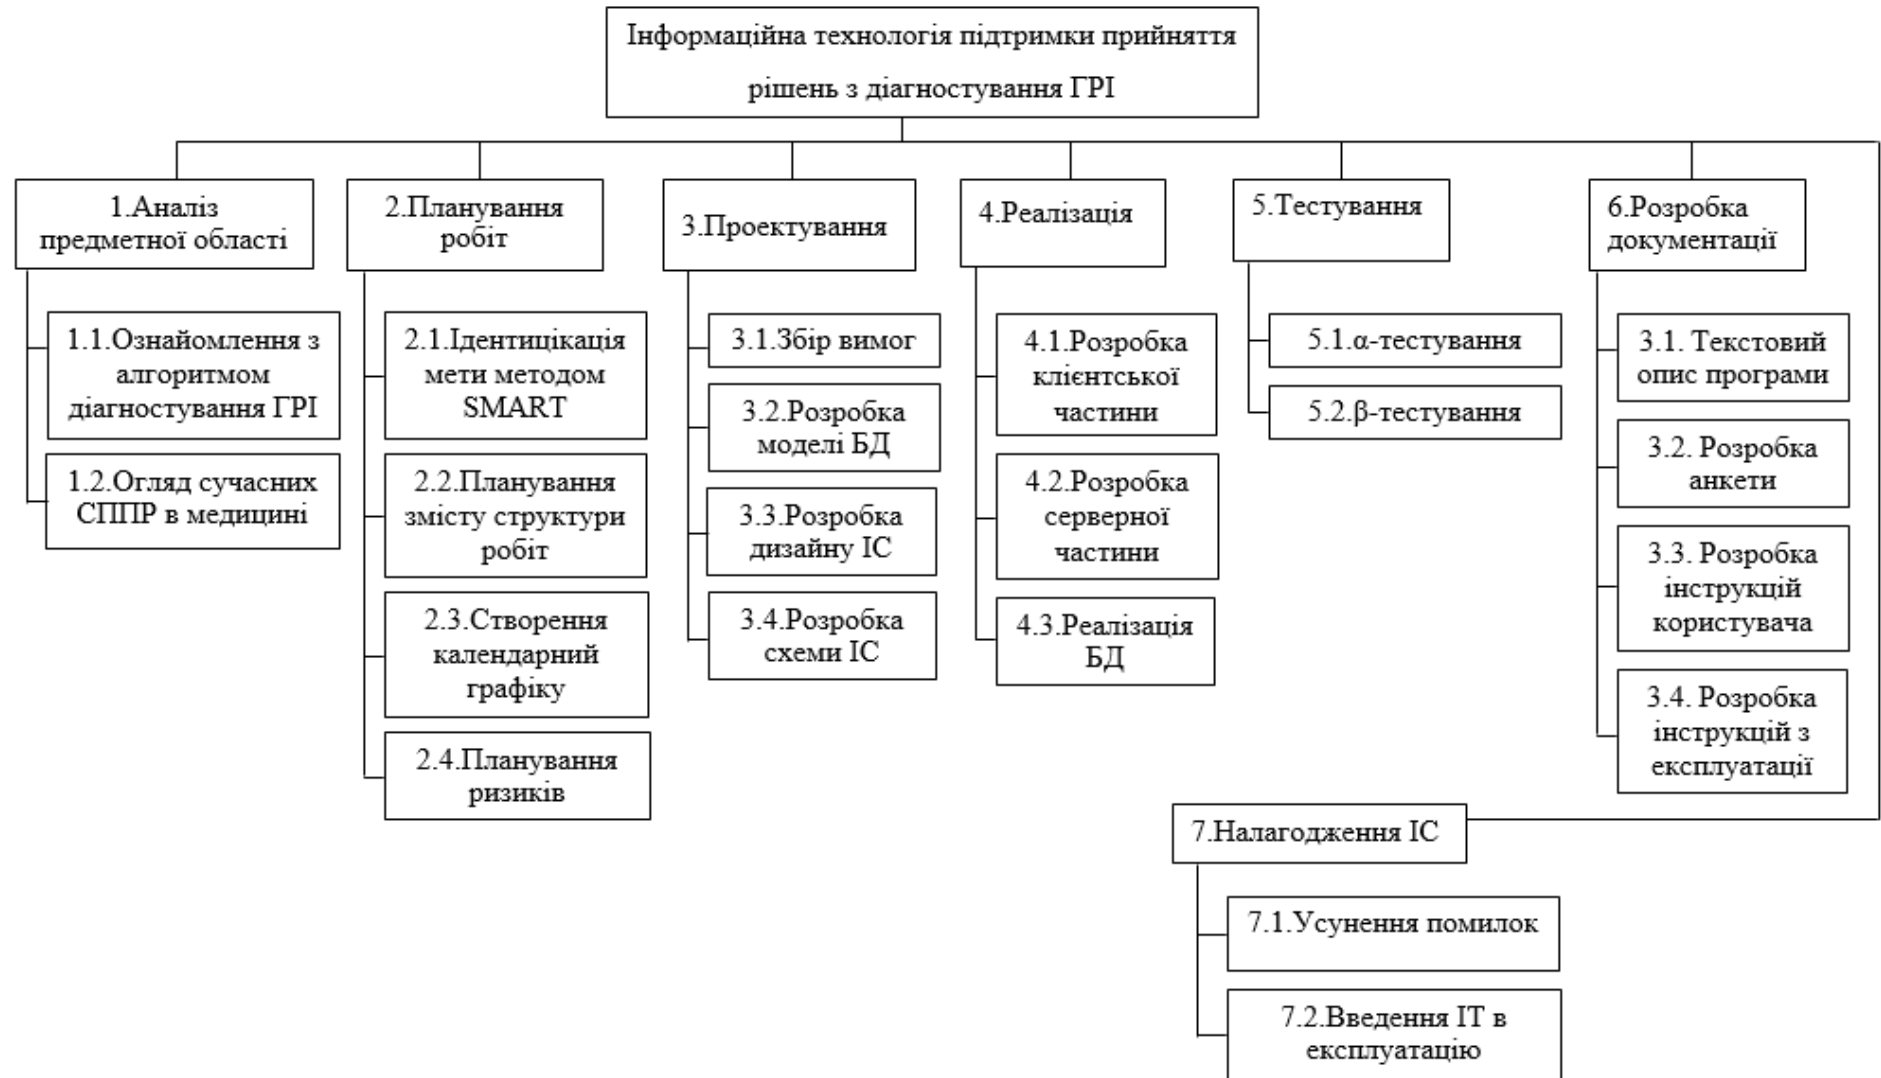 Інформаційна технологія підтримки прийняття
рішень з діагностування ГРІ
1.Аналіз
предметної області
1.1.Ознайомлення з
алгоритмом
діагностування ГРІ
1.2.Огляд сучасних
СППР в медицині
2.Планування
робіт
2.1.Ідентицікація
мети методом
SMART
2.2.Планування
змісту структури
робіт
2.3.Створення
календарний
графіку
2.4.Планування
ризиків
3.Проектування
3.1.Збір вимог
3.2.Розробка
моделі БД
3.3.Розробка
дизайну ІС
3.4.Розробка
схеми ІС
4.Реалізація
4.1.Розробка
клієнтської
частини
4.2.Розробка
серверної
частини
4.3.Реалізація
БД
5.Тестування
5.1.α-тестування
5.2.β-тестування
6.Розробка
документації
3.1. Текстовий
опис програми
3.2. Розробка
анкети
3.3. Розробка
інструкцій
користувача
3.4. Розробка
інструкцій з
експлуатації
7.Налагодження ІС
7.1.Усунення помилок
7.2.Введення ІТ в
експлуатацію